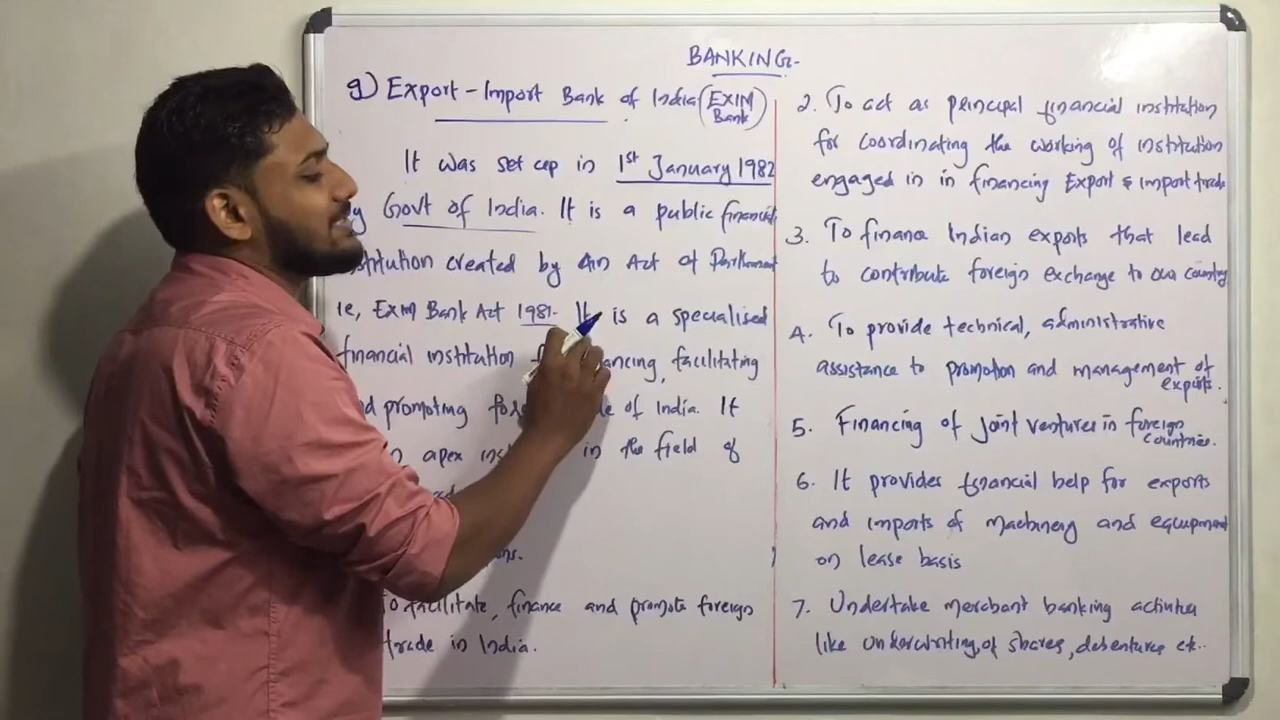 BANKING:-
g) Export - Import Bank of India (EXIM Bank)
It was set up in 1st January 1982
Govt of India. It is a public financial
created by an Act of Parliament
ie, EXIM Bank Act 1981. It is a specialised
financial institution facilitating
promoting of India. It
apex in the field of
To facilitate, finance and promote foreign
trade in India.
2. To act as principal financial institution
for coordinating the working of institution
engaged in in financing Export & import trade
3. To finance Indian exports that lead
to contribute foreign exchange to our country
4. To provide technical, administrative
assistance to promotion and management of
exports.
5. Financing of Joint ventures in foreign
Countries.
6. It provides financial help for exports
and imports of machinery and equipment
on lease basis
7. Undertake merchant banking activities
like underwriting, of shares, debentures etc..